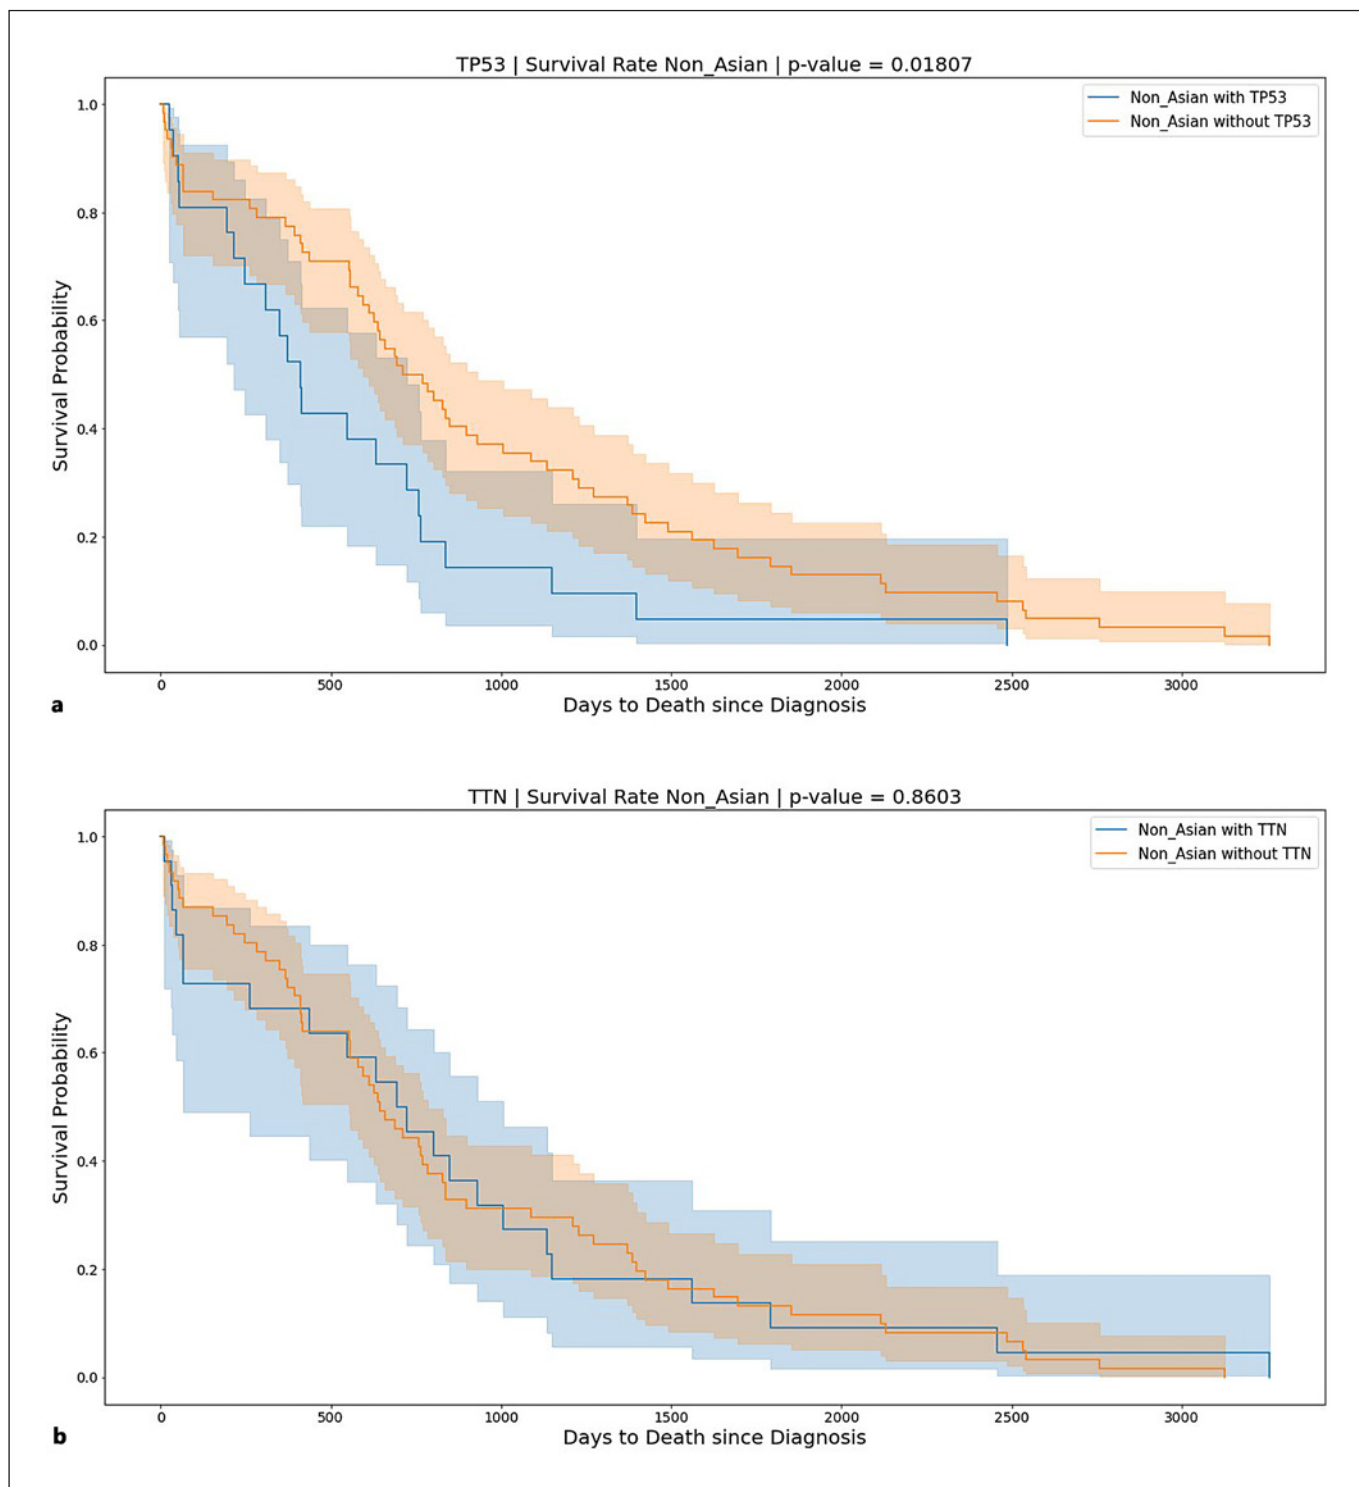 TP53 | Survival Rate Non_Asian | p-value = 0.01807
Non_Asian with TP53
Non_Asian without TP53
Survival Probability
1.0
0.8
0.6
0.4
0.2
0.0
0 500 1000 1500 2000 2500 3000
Days to Death since Diagnosis
a
TTN | Survival Rate Non_Asian | p-value = 0.8603
Non_Asian with TTN
Non_Asian without TTN
Survival Probability
1.0
0.8
0.6
0.4
0.2
0.0
0 500 1000 1500 2000 2500 3000
Days to Death since Diagnosis
b